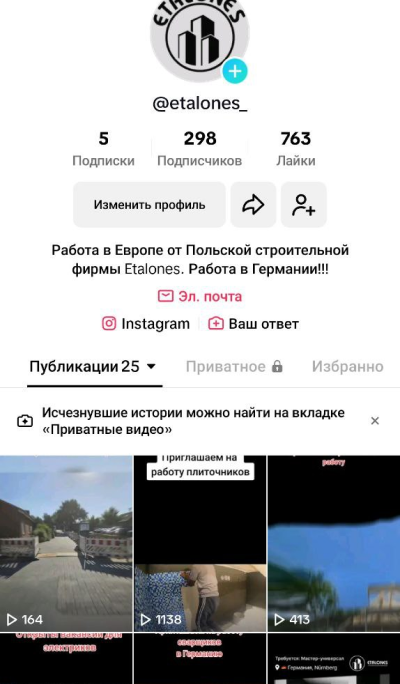 ETALONES
@etalones_
5 298 763
Подписки Подписчиков Лайки
Изменить профиль
Работа в Европе от Польской строительной
фирмы Etalones. Работа в Германии!!!
Эл. почта
Instagram Ваш ответ
Публикации 25 Приватное Избранно
Исчезнувшие истории можно найти на вкладке
«Приватные видео»
Приглашаем на
работу плиточников
работу
164 1138 413
Открыты вакансии для
электриков
сварщиков
в Германию
Требуется: Мастер-универсал
Германия, Nürnberg
ETALONES